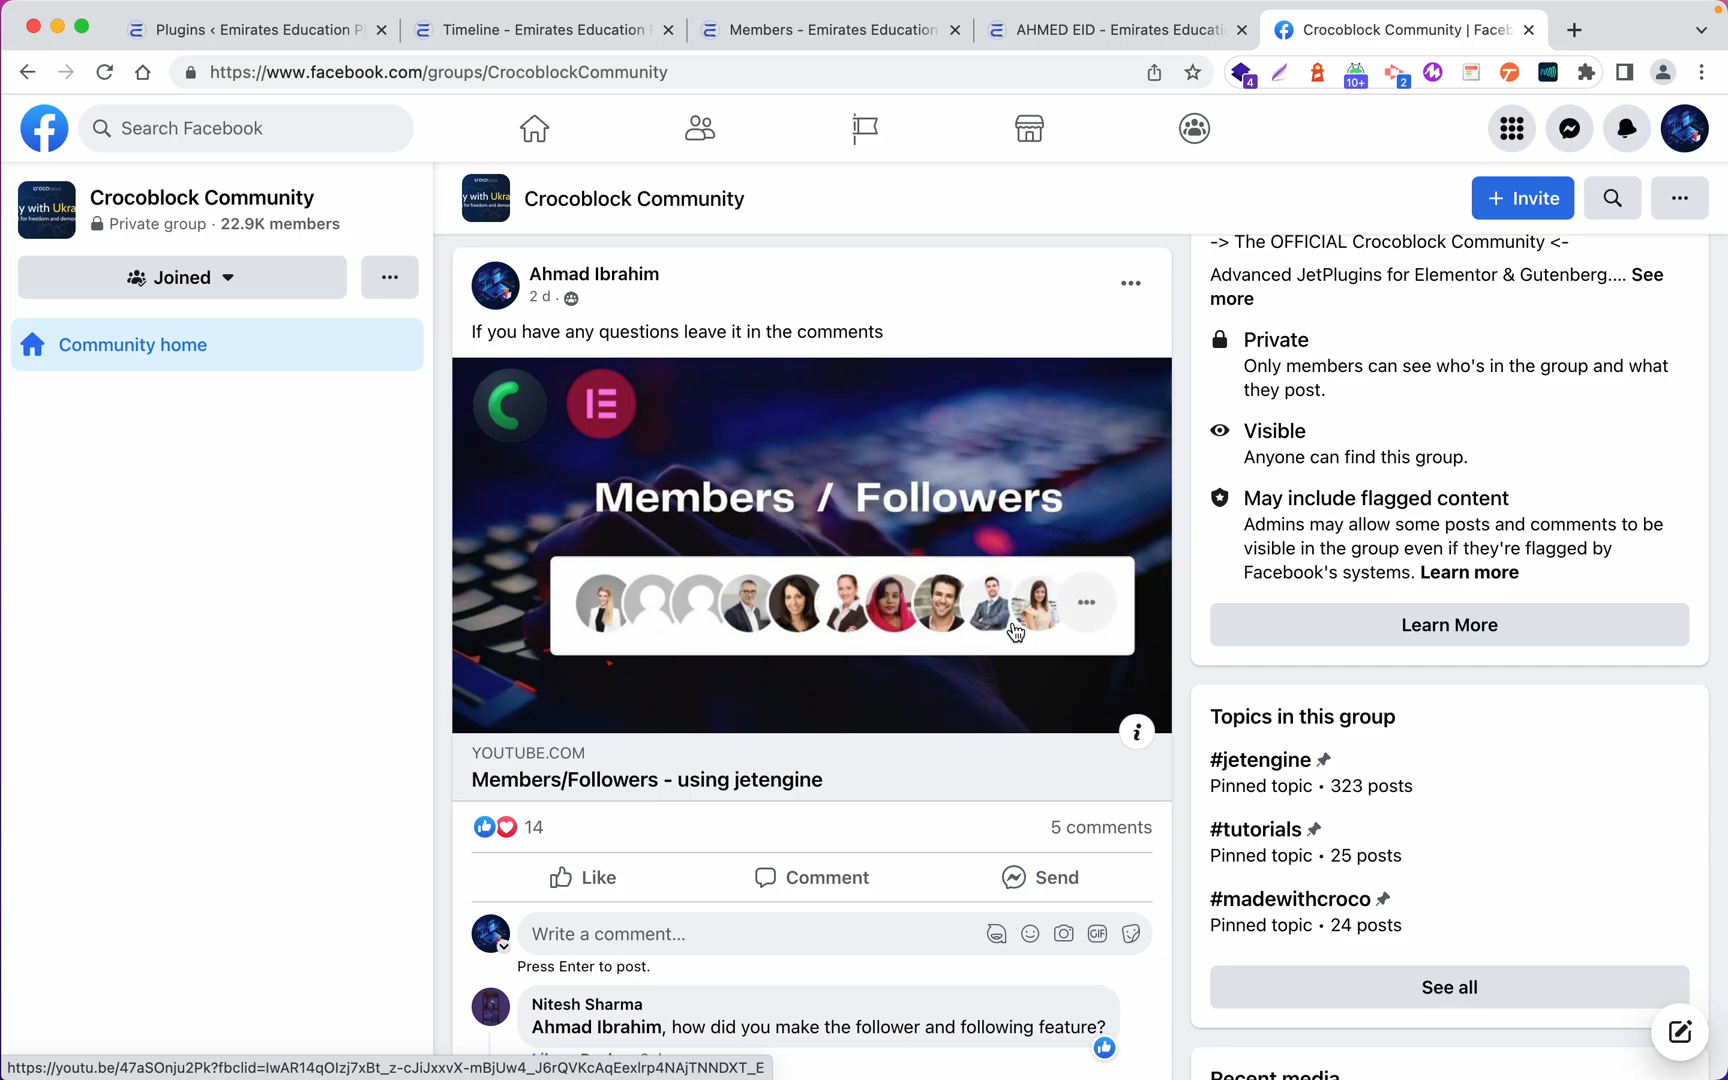 Plugins ‹ Emirates Education P
Timeline - Emirates Education
Members - Emirates Education
AHMED EID - Emirates Educati
Crocoblock Community | Faceb
https://www.facebook.com/groups/CrocoblockCommunity
4
10+
2
Search Facebook
Crocoblock Community
Private group · 22.9K members
Joined
Community home
Crocoblock Community
+ Invite
Ahmad Ibrahim
2 d ·
If you have any questions leave it in the comments
Members / Followers
YOUTUBE.COM
Members/Followers - using jetengine
14
5 comments
Like
Comment
Send
Write a comment...
GIF
Press Enter to post.
Nitesh Sharma
Ahmad Ibrahim, how did you make the follower and following feature?
-> The OFFICIAL Crocoblock Community <-
Advanced JetPlugins for Elementor & Gutenberg.... See
more
Private
Only members can see who's in the group and what
they post.
Visible
Anyone can find this group.
May include flagged content
Admins may allow some posts and comments to be
visible in the group even if they're flagged by
Facebook's systems. Learn more
Learn More
Topics in this group
#jetengine
Pinned topic • 323 posts
#tutorials
Pinned topic • 25 posts
#madewithcroco
Pinned topic • 24 posts
See all
Recent media